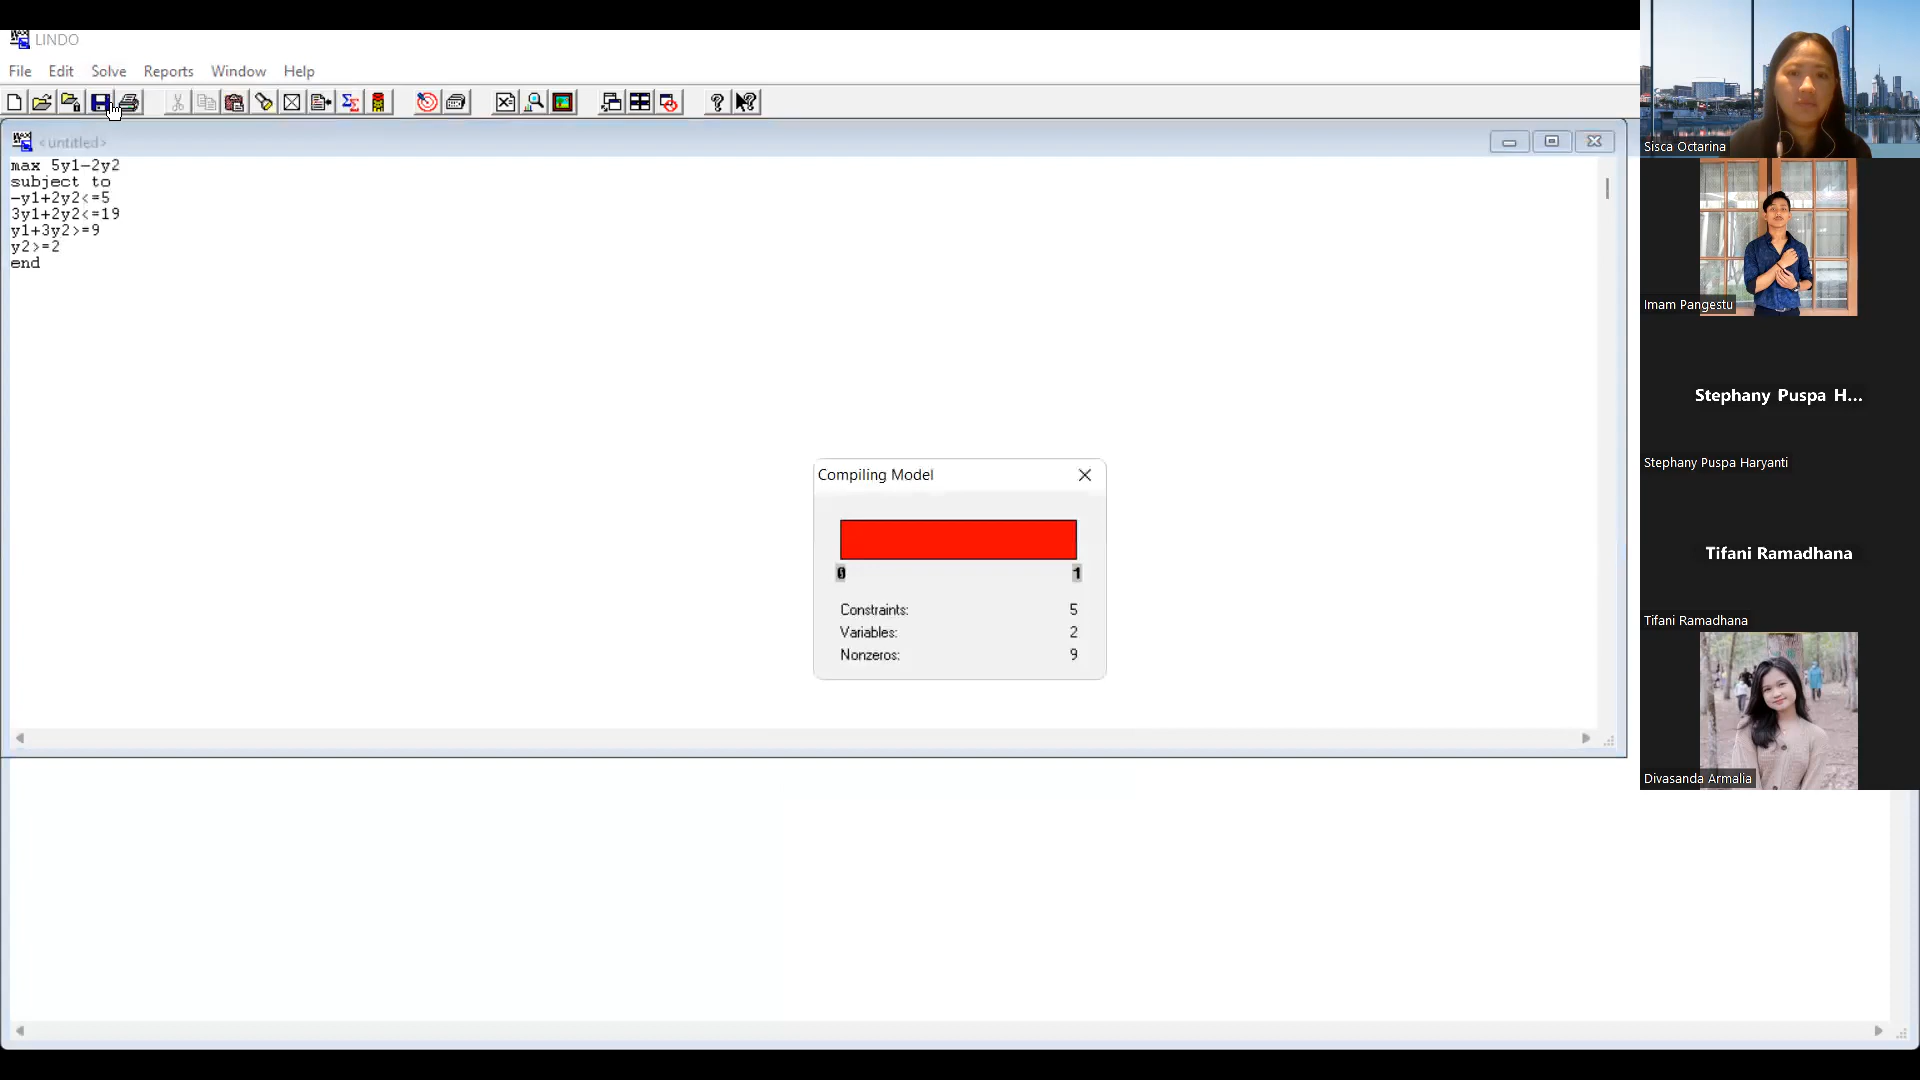 LINDO
File Edit Solve Reports Window Help
<untitled>
max 5y1-2y2
subject to
-y1+2y2<=5
3y1+2y2<=19
y1+3y2>=9
y2>=2
end
Compiling Model
0 1
Constraints: 5
Variables: 2
Nonzeros: 9
Sisca Octarina
Imam Pangestu
Stephany Puspa H...
Stephany Puspa Haryanti
Tifani Ramadhana
Tifani Ramadhana
Divasanda Armalia